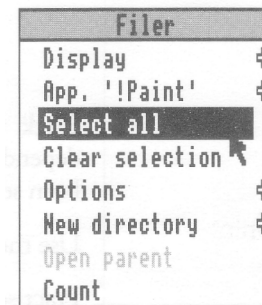 Filer
Display
App. '!Paint'
Select all
Clear selection
Options
New directory
Open parent
Count